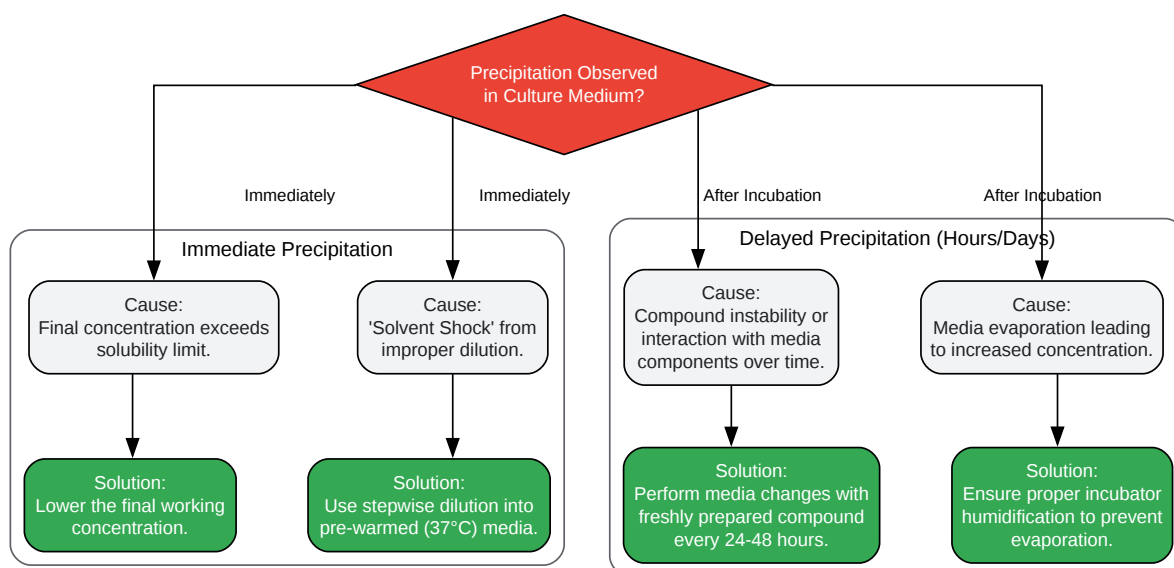 Precipitation Observed
in Culture Medium?
Immediately
Immediately
After Incubation
After Incubation
Immediate Precipitation
Delayed Precipitation (Hours/Days)
Cause:
Final concentration exceeds
solubility limit.
Cause:
'Solvent Shock' from
improper dilution.
Cause:
Compound instability or
interaction with media
components over time.
Cause:
Media evaporation leading
to increased concentration.
Solution:
Lower the final working
concentration.
Solution:
Use stepwise dilution into
pre-warmed (37°C) media.
Solution:
Perform media changes with
freshly prepared compound
every 24-48 hours.
Solution:
Ensure proper incubator
humidification to prevent
evaporation.